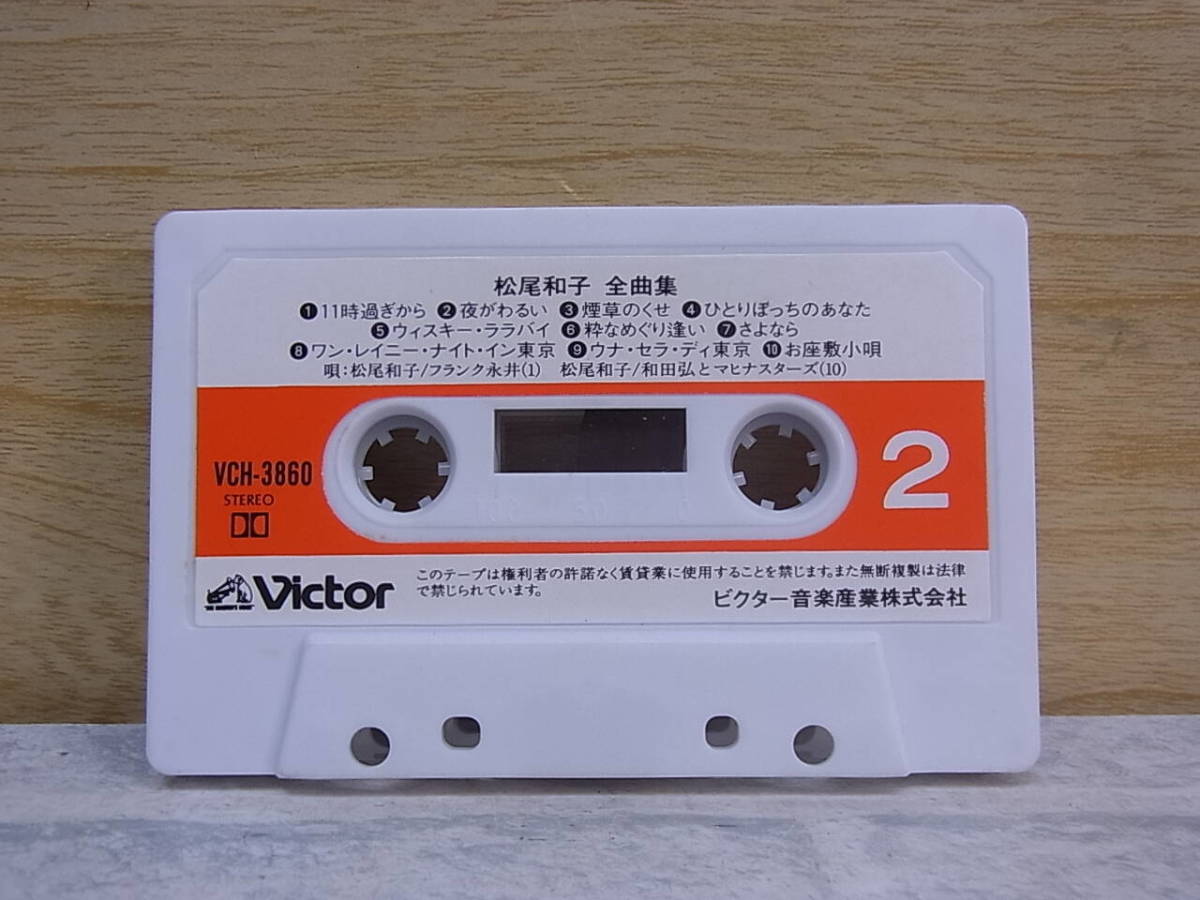 松尾和子 全曲集
❶11時過ぎから ❷夜がわるい ❸煙草のくせ ❹ひとりぼっちのあなた
❺ウィスキー・ララバイ ❻粋なめぐり逢い ❼さよなら
❽ワン・レイニー・ナイト・イン東京 ❾ウナ・セラ・ディ東京 ❿お座敷小唄
唄:松尾和子/フランク永井(1) 松尾和子/和田弘とマヒナスターズ(10)
VCH-3860
STEREO
2
Victor
このテープは権利者の許諾なく賃貸業に使用することを禁じます。また無断複製は法律
で禁じられています。
ビクター音楽産業株式会社